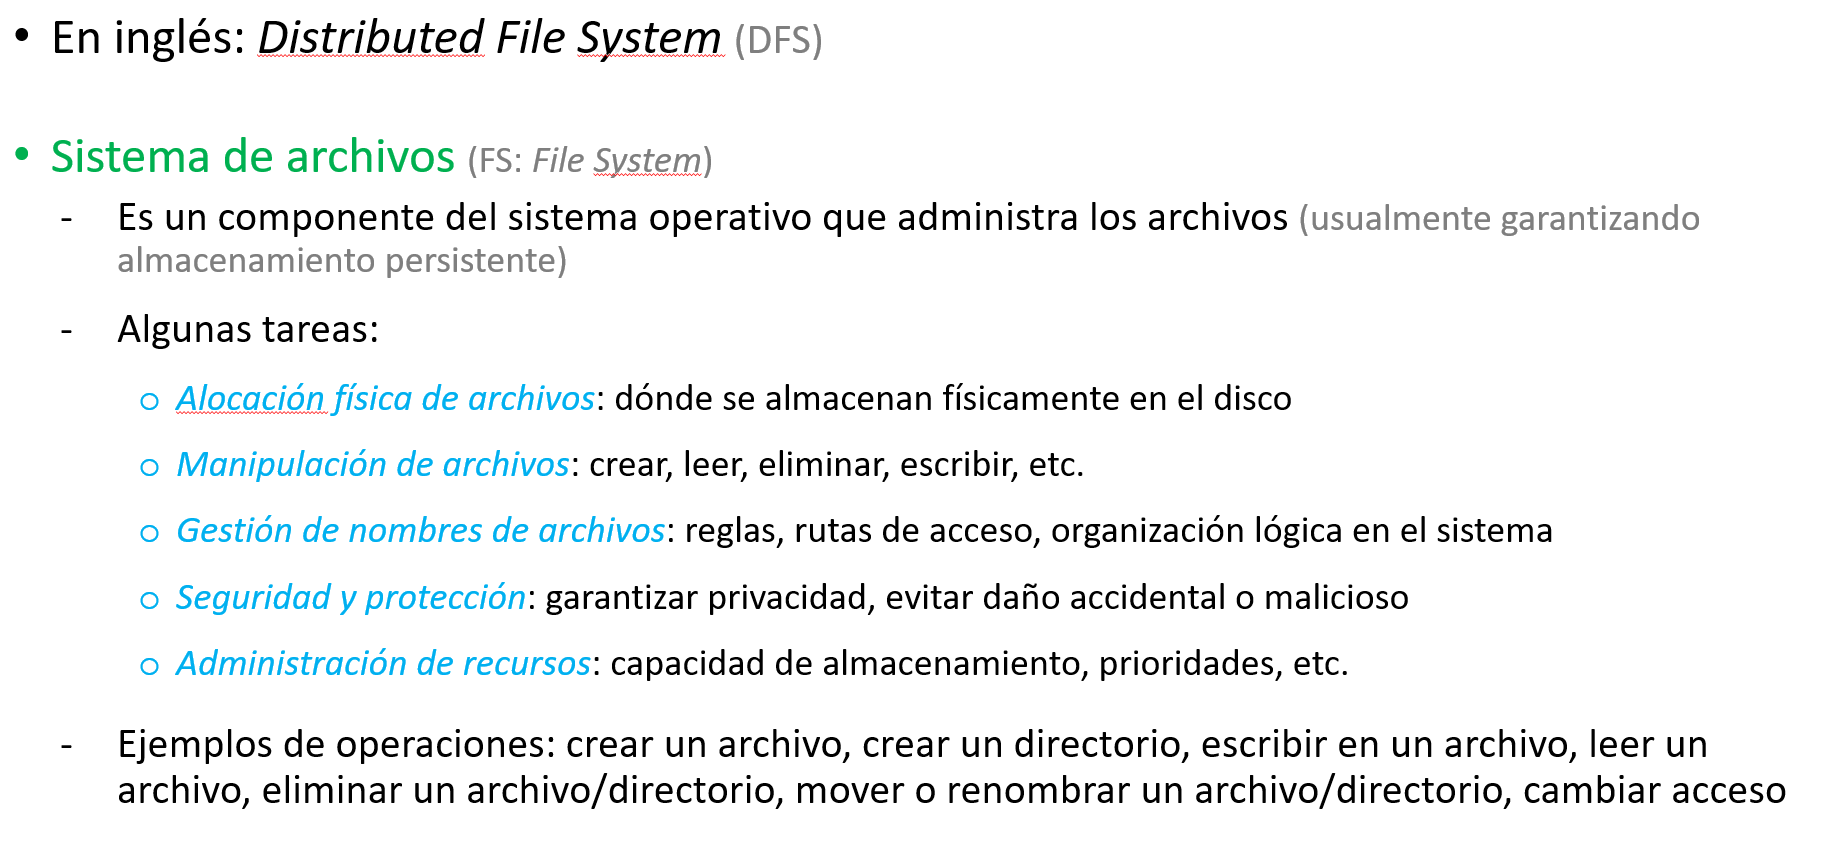 • En inglés: Distributed File System (DFS)
• Sistema de archivos (FS: File System)
- Es un componente del sistema operativo que administra los archivos (usualmente garantizando
almacenamiento persistente)
- Algunas tareas:
o Alocación física de archivos: dónde se almacenan físicamente en el disco
o Manipulación de archivos: crear, leer, eliminar, escribir, etc.
o Gestión de nombres de archivos: reglas, rutas de acceso, organización lógica en el sistema
o Seguridad y protección: garantizar privacidad, evitar daño accidental o malicioso
o Administración de recursos: capacidad de almacenamiento, prioridades, etc.
- Ejemplos de operaciones: crear un archivo, crear un directorio, escribir en un archivo, leer un
archivo, eliminar un archivo/directorio, mover o renombrar un archivo/directorio, cambiar acceso